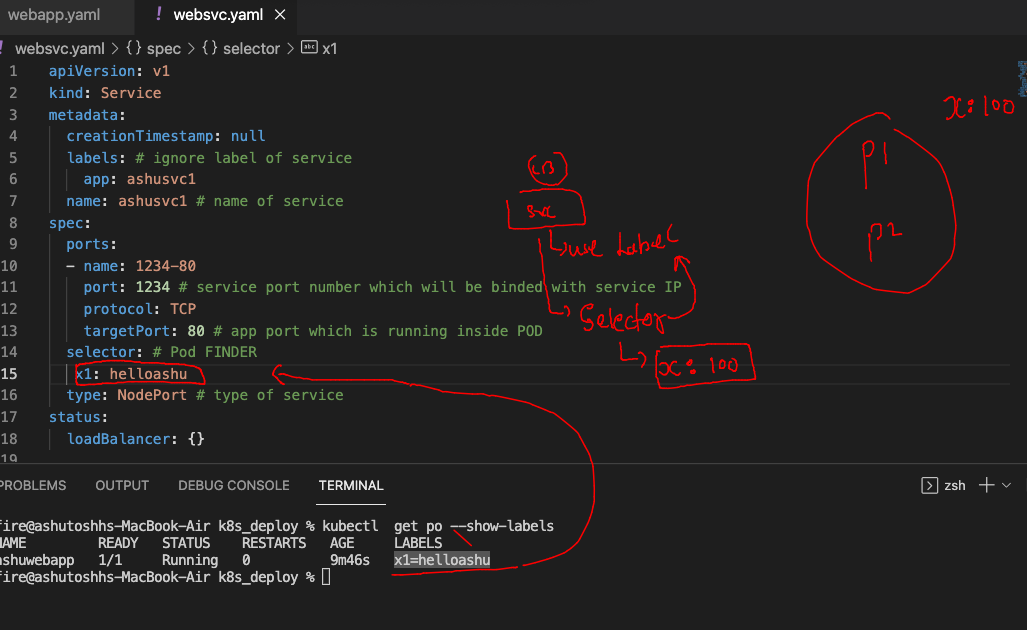 webapp.yaml
! websvc.yaml ×
! websvc.yaml > {} spec > {} selector > abc x1
1 apiVersion: v1
2 kind: Service
3 metadata:
4 creationTimestamp: null
5 labels: # ignore label of service
6 app: ashusvc1
7 name: ashusvc1 # name of service
8 spec:
9 ports:
10 - name: 1234-80
11 port: 1234 # service port number which will be binded with service IP
12 protocol: TCP
13 targetPort: 80 # app port which is running inside POD
14 selector: # Pod FINDER
15 x1: helloashu
16 type: NodePort # type of service
17 status:
18 loadBalancer: {}
19
x:100
P1
P2
svc
use Label
Selector
x: 100
PROBLEMS OUTPUT DEBUG CONSOLE TERMINAL
zsh
fire@ashutoshhs-MacBook-Air k8s_deploy % kubectl get po --show-labels
NAME READY STATUS RESTARTS AGE LABELS
ashuwebapp 1/1 Running 0 9m46s x1=helloashu
fire@ashutoshhs-MacBook-Air k8s_deploy %